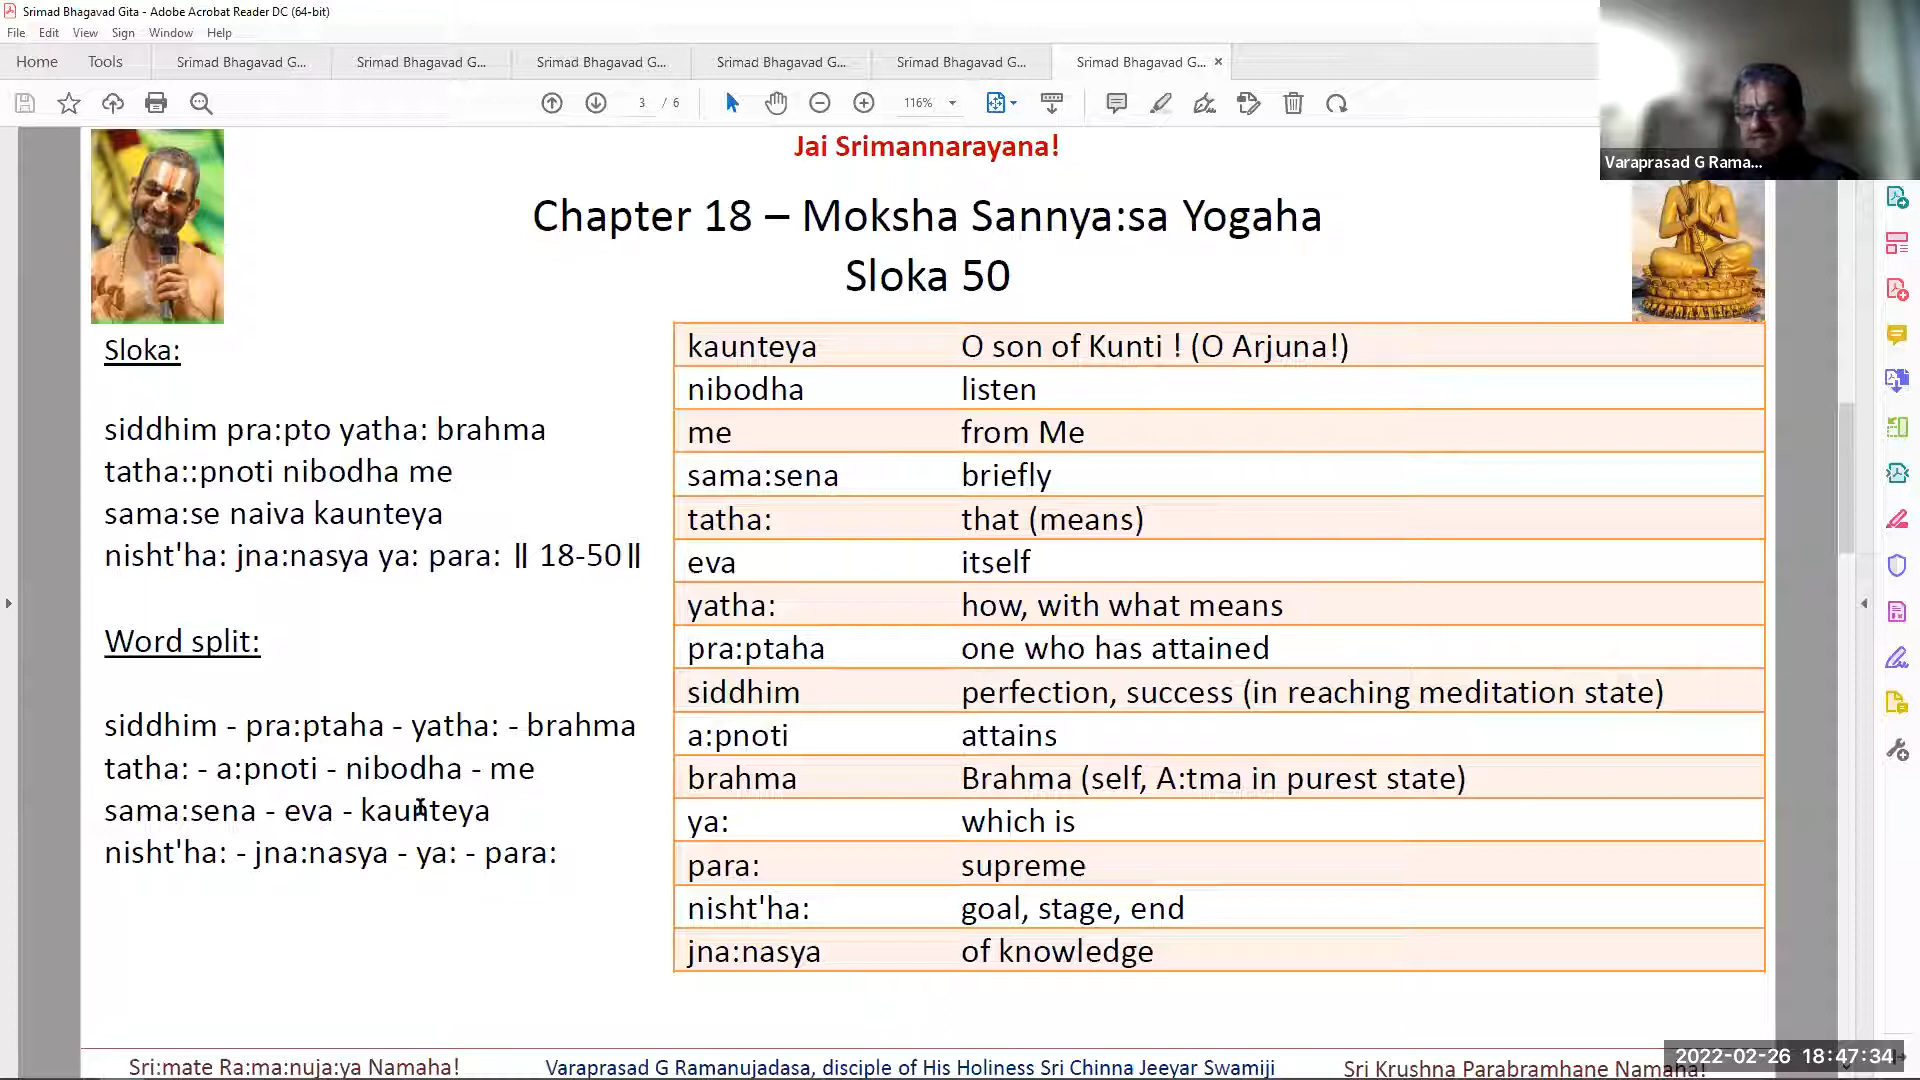 Srimad Bhagavad Gita - Adobe Acrobat Reader DC (64-bit)
File Edit View Sign Window Help
Home Tools Srimad Bhagavad G... Srimad Bhagavad G... Srimad Bhagavad G... Srimad Bhagavad G... Srimad Bhagavad G... Srimad Bhagavad G... ×
3 / 6 116%
Varaprasad G Rama...
Jai Srimannarayana!
Chapter 18 – Moksha Sannya:sa Yogaha
Sloka 50
Sloka:
siddhim pra:pto yatha: brahma
tatha::pnoti nibodha me
sama:se naiva kaunteya
nisht'ha: jna:nasya ya: para: ǁ 18-50ǁ
Word split:
siddhim - pra:ptaha - yatha: - brahma
tatha: - a:pnoti - nibodha - me
sama:sena - eva - kaunteya
nisht'ha: - jna:nasya - ya: - para:
kaunteya O son of Kunti ! (O Arjuna!)
nibodha listen
me from Me
sama:sena briefly
tatha: that (means)
eva itself
yatha: how, with what means
pra:ptaha one who has attained
siddhim perfection, success (in reaching meditation state)
a:pnoti attains
brahma Brahma (self, A:tma in purest state)
ya: which is
para: supreme
nisht'ha: goal, stage, end
jna:nasya of knowledge
Sri:mate Ra:ma:nuja:ya Namaha! Varaprasad G Ramanujadasa, disciple of His Holiness Sri Chinna Jeeyar Swamiji Sri Krushna Parabramhane Namaha!
2022-02-26 18:47:34